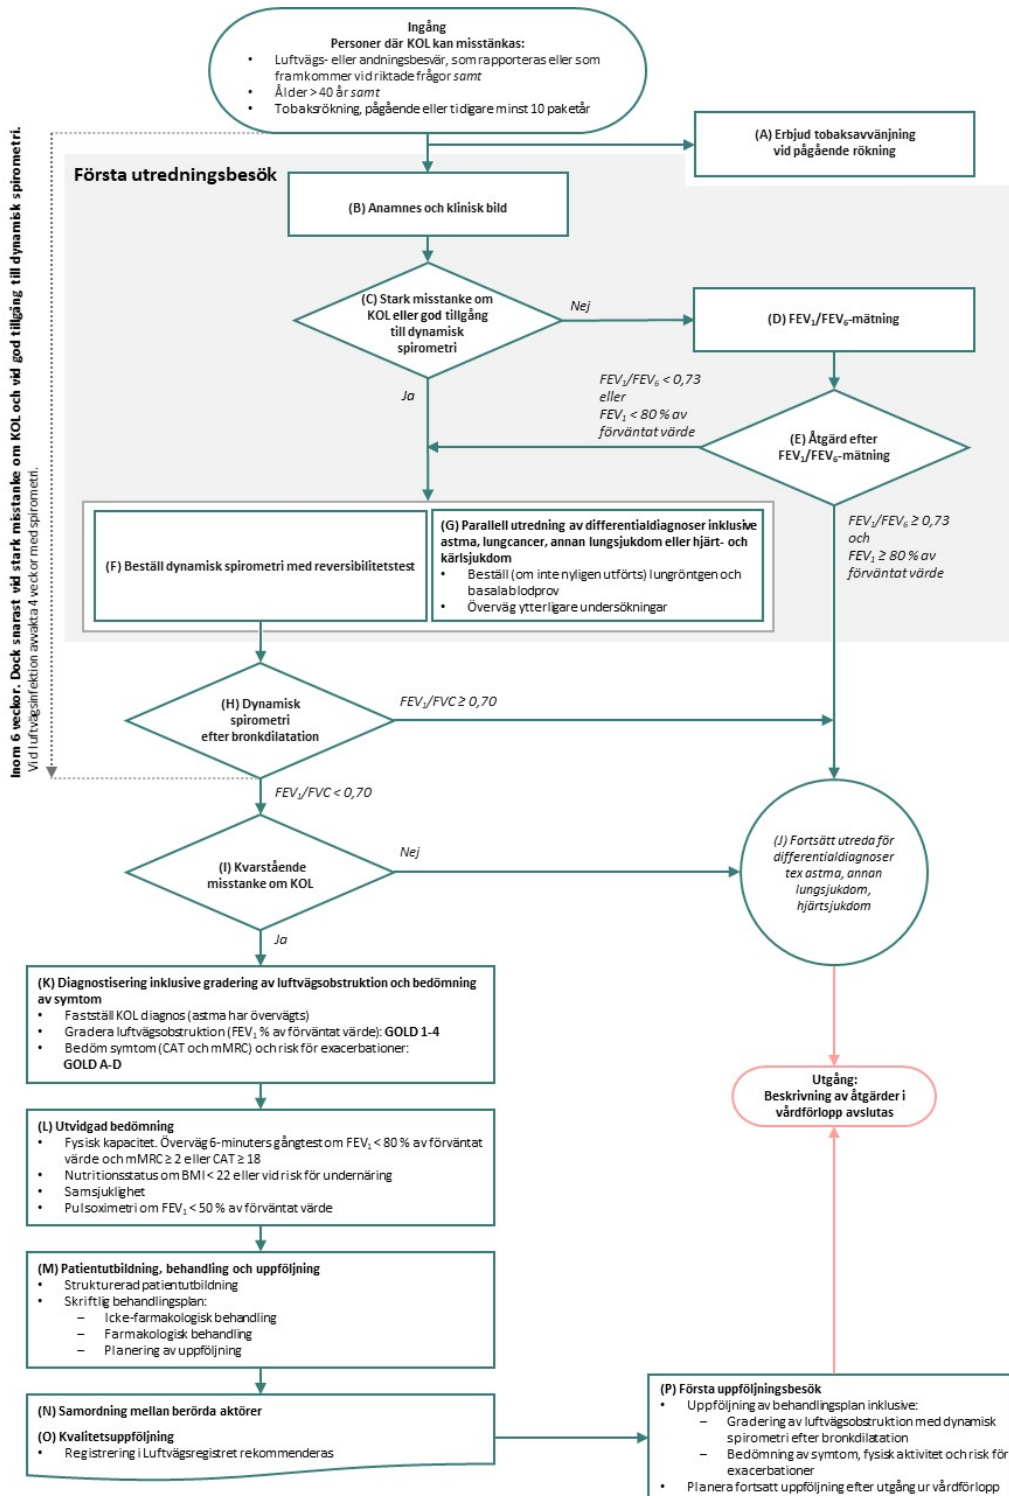 Ingång
Personer där KOL kan misstänkas:
• Luftvägs- eller andningsbesvär, som rapporteras eller som
framkommer vid riktade frågor samt
• Ålder > 40 år samt
• Tobaksrökning, pågående eller tidigare minst 10 paketår
(A) Erbjud tobaksavvänjning
vid pågående rökning
Inom 6 veckor. Dock snarast vid stark misstanke om KOL och vid god tillgång till dynamisk spirometri.
Vid luftvägsinfektion avvakta 4 veckor med spirometri.
Första utredningsbesök
(B) Anamnes och klinisk bild
(C) Stark misstanke om
KOL eller god tillgång
till dynamisk
spirometri
Nej
(D) FEV₁/FEV₆-mätning
Ja
FEV₁/FEV₆ < 0,73
eller
FEV₁ < 80 % av
förväntat värde
(E) Åtgärd efter
FEV₁/FEV₆-mätning
FEV₁/FEV₆ ≥ 0,73
och
FEV₁ ≥ 80 % av
förväntat värde
(F) Beställ dynamisk spirometri med reversibilitetstest
(G) Parallell utredning av differentialdiagnoser inklusive
astma, lungcancer, annan lungsjukdom eller hjärt- och
kärlsjukdom
• Beställ (om inte nyligen utförts) lungröntgen och
basala blodprov
• Överväg ytterligare undersökningar
(H) Dynamisk
spirometri
efter bronkdilatation
FEV₁/FVC ≥ 0,70
FEV₁/FVC < 0,70
(I) Kvarstående
misstanke om KOL
Nej
(J) Fortsätt utreda för
differentialdiagnoser
tex astma, annan
lungsjukdom,
hjärtsjukdom
Ja
(K) Diagnostisering inklusive gradering av luftvägsobstruktion och bedömning
av symtom
• Fastställ KOL diagnos (astma har övervägts)
• Gradera luftvägsobstruktion (FEV₁ % av förväntat värde): GOLD 1-4
• Bedöm symtom (CAT och mMRC) och risk för exacerbationer:
GOLD A-D
Utgång:
Beskrivning av åtgärder i
vårdförlopp avslutas
(L) Utvidgad bedömning
• Fysisk kapacitet. Överväg 6-minuters gångtest om FEV₁ < 80 % av förväntat
värde och mMRC ≥ 2 eller CAT ≥ 18
• Nutritionsstatus om BMI < 22 eller vid risk för undernäring
• Samsjuklighet
• Pulsoximetri om FEV₁ < 50 % av förväntat värde
(M) Patientutbildning, behandling och uppföljning
• Strukturerad patientutbildning
• Skriftlig behandlingsplan:
– Icke-farmakologisk behandling
– Farmakologisk behandling
– Planering av uppföljning
(N) Samordning mellan berörda aktörer
(O) Kvalitetsuppföljning
• Registrering i Luftvägsregistret rekommenderas
(P) Första uppföljningsbesök
• Uppföljning av behandlingsplan inklusive:
– Gradering av luftvägsobstruktion med dynamisk
spirometri efter bronkdilatation
– Bedömning av symtom, fysisk aktivitet och risk för
exacerbationer
• Planera fortsatt uppföljning efter utgång ur vårdförlopp